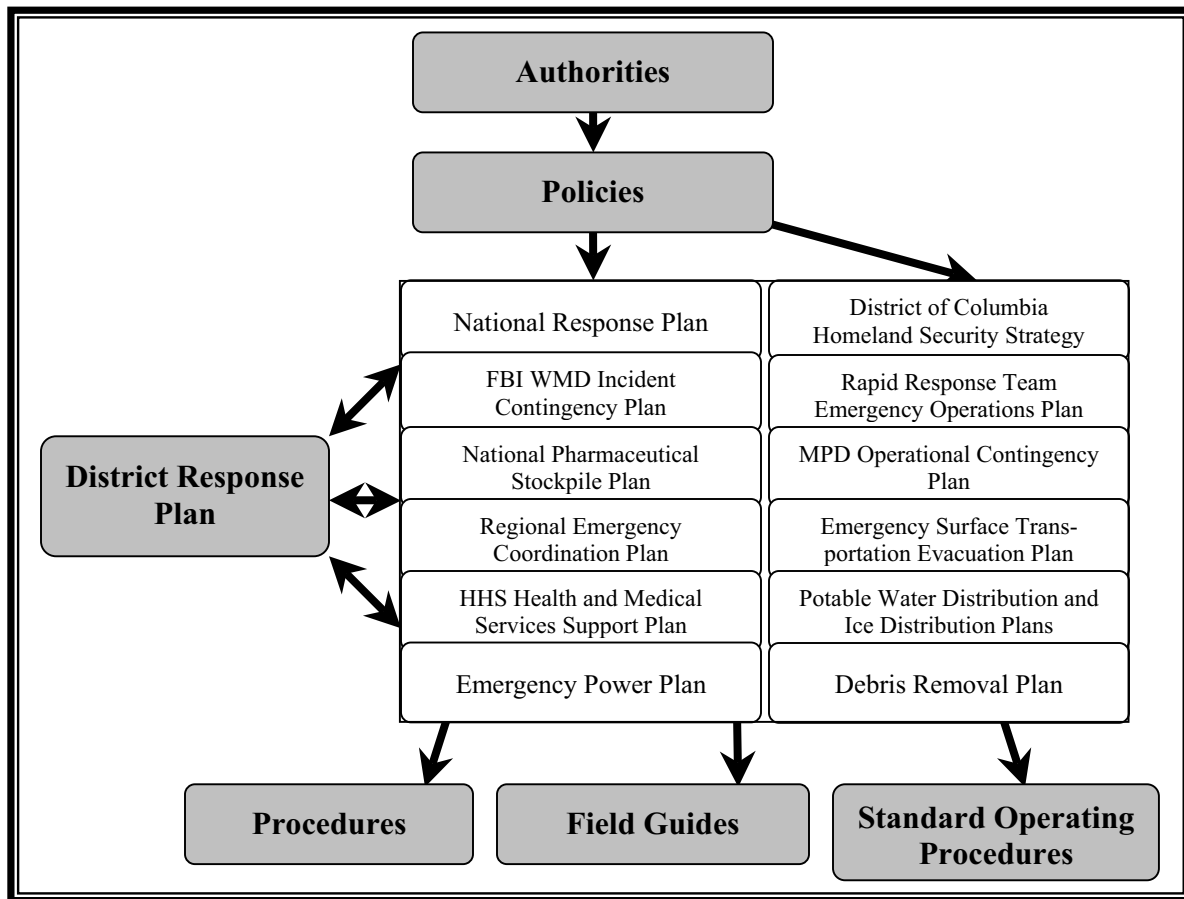 Authorities
Policies
National Response Plan
District of Columbia
Homeland Security Strategy
FBI WMD Incident
Contingency Plan
Rapid Response Team
Emergency Operations Plan
District Response
Plan
National Pharmaceutical
Stockpile Plan
MPD Operational Contingency
Plan
Regional Emergency
Coordination Plan
Emergency Surface Trans-
portation Evacuation Plan
HHS Health and Medical
Services Support Plan
Potable Water Distribution and
Ice Distribution Plans
Emergency Power Plan
Debris Removal Plan
Procedures
Field Guides
Standard Operating
Procedures